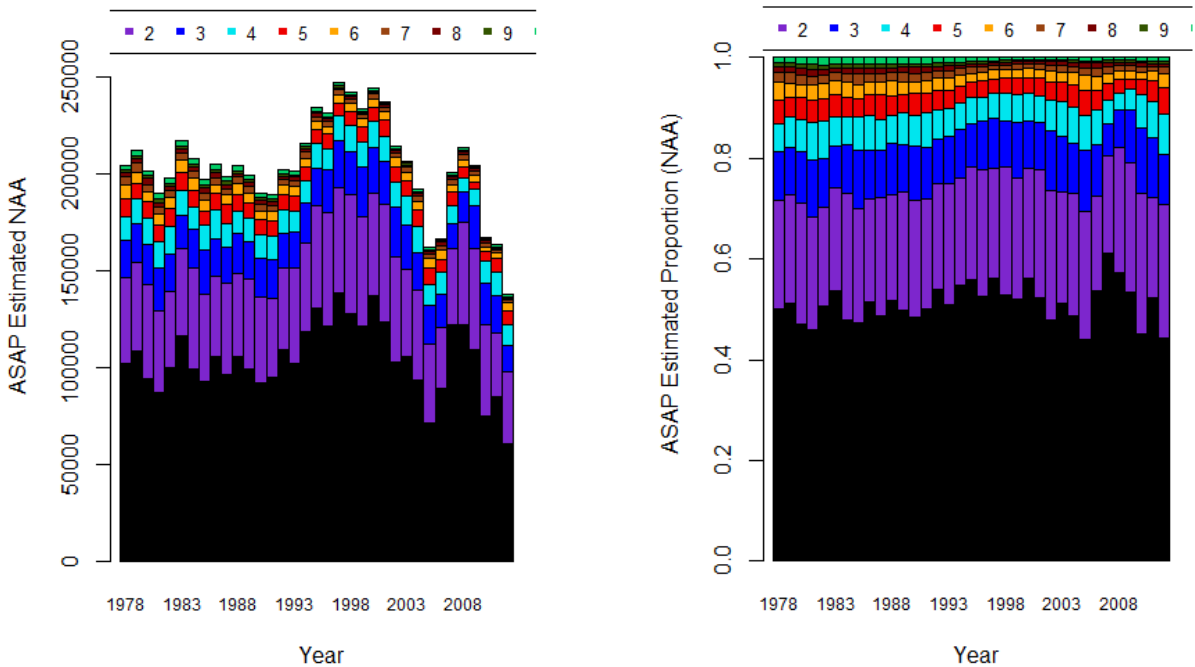 2 3 4 5 6 7 8 9
ASAP Estimated NAA
250000
200000
150000
100000
50000
0
1978 1983 1988 1993 1998 2003 2008
Year
2 3 4 5 6 7 8 9
ASAP Estimated Proportion (NAA)
1.0
0.8
0.6
0.4
0.2
0.0
1978 1983 1988 1993 1998 2003 2008
Year